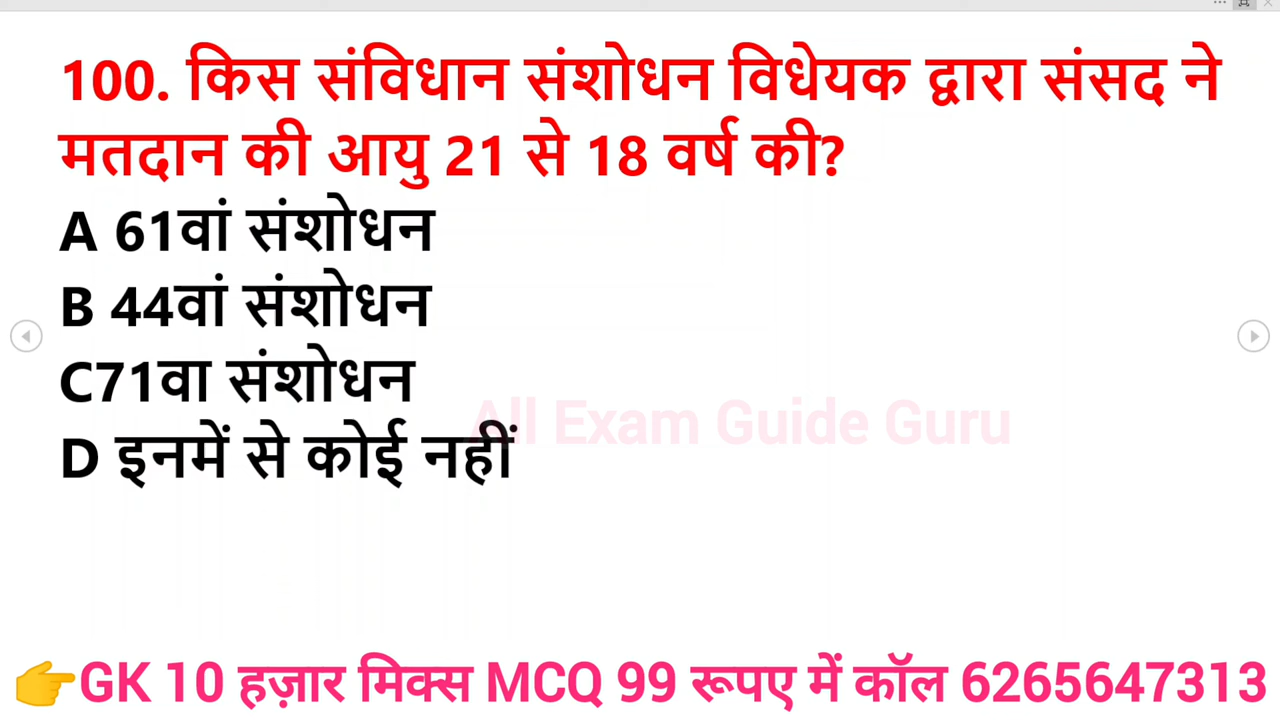 100. किस संविधान संशोधन विधेयक द्वारा संसद ने
मतदान की आयु 21 से 18 वर्ष की?
A 61वां संशोधन
B 44वां संशोधन
C71वा संशोधन
All Exam Guide Guru
D इनमें से कोई नहीं
👉GK 10 हज़ार मिक्स MCQ 99 रूपए में कॉल 6265647313